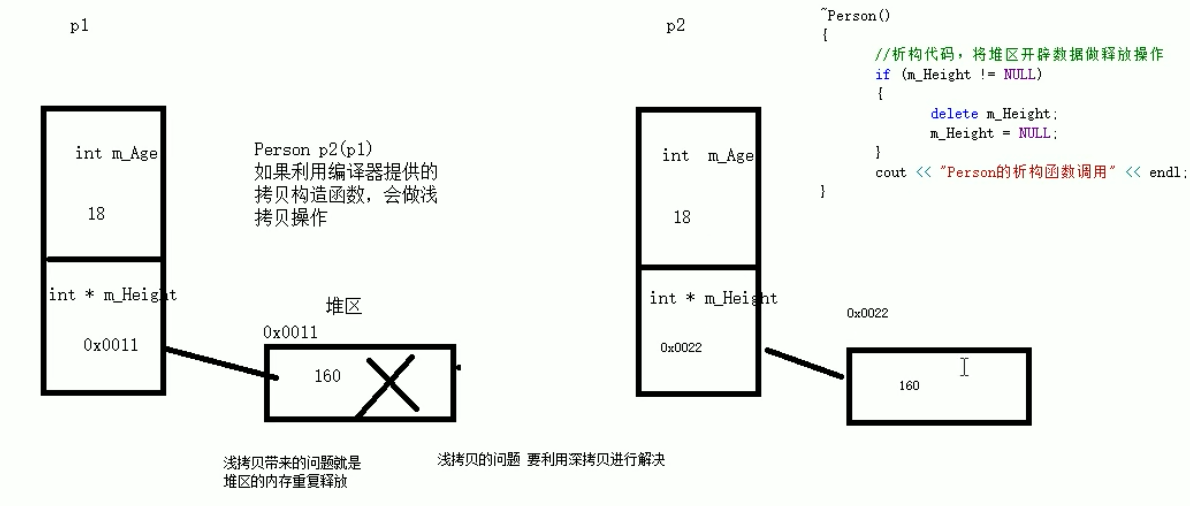 p1
int m_Age
18
int * m_Height
0x0011
Person p2(p1)
如果利用编译器提供的
拷贝构造函数，会做浅
拷贝操作
堆区
0x0011
160
浅拷贝带来的问题就是
堆区的内存重复释放
浅拷贝的问题 要利用深拷贝进行解决
p2
int m_Age
18
int * m_Height
0x0022
0x0022
160
~Person()
{
//析构代码，将堆区开辟数据做释放操作
if (m_Height != NULL)
{
delete m_Height;
m_Height = NULL;
}
cout << "Person的析构函数调用" << endl;
}